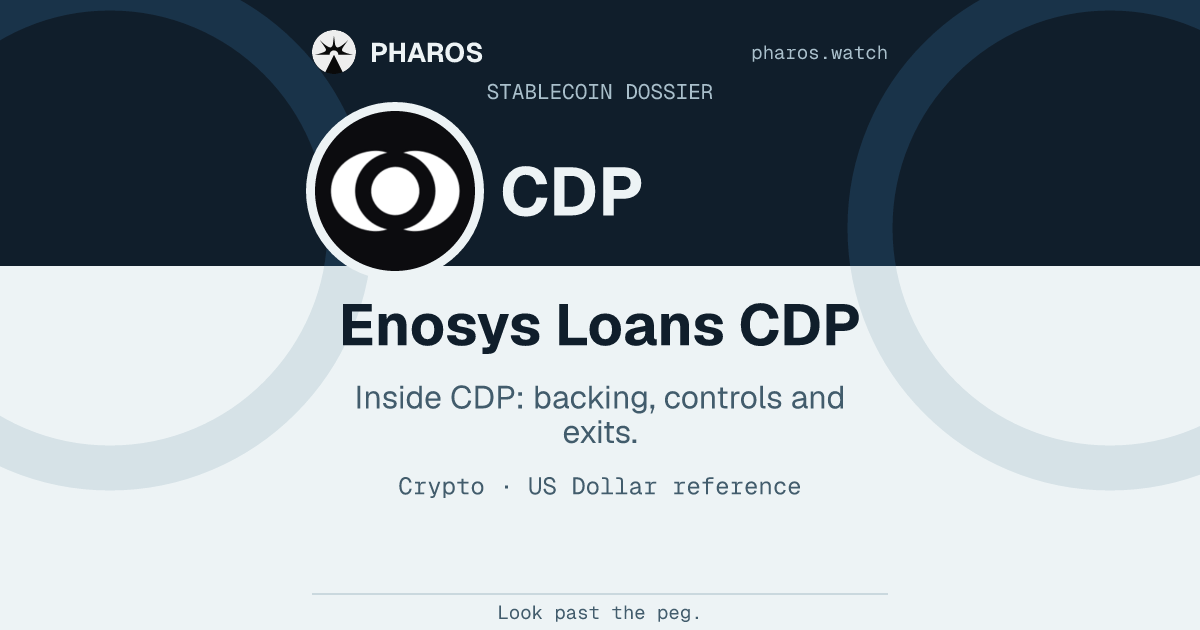 PHAROS
pharos.watch
STABLECOIN DOSSIER
CDP
Enosys Loans CDP
Inside CDP: backing, controls and
exits.
Crypto · US Dollar reference
Look past the peg.